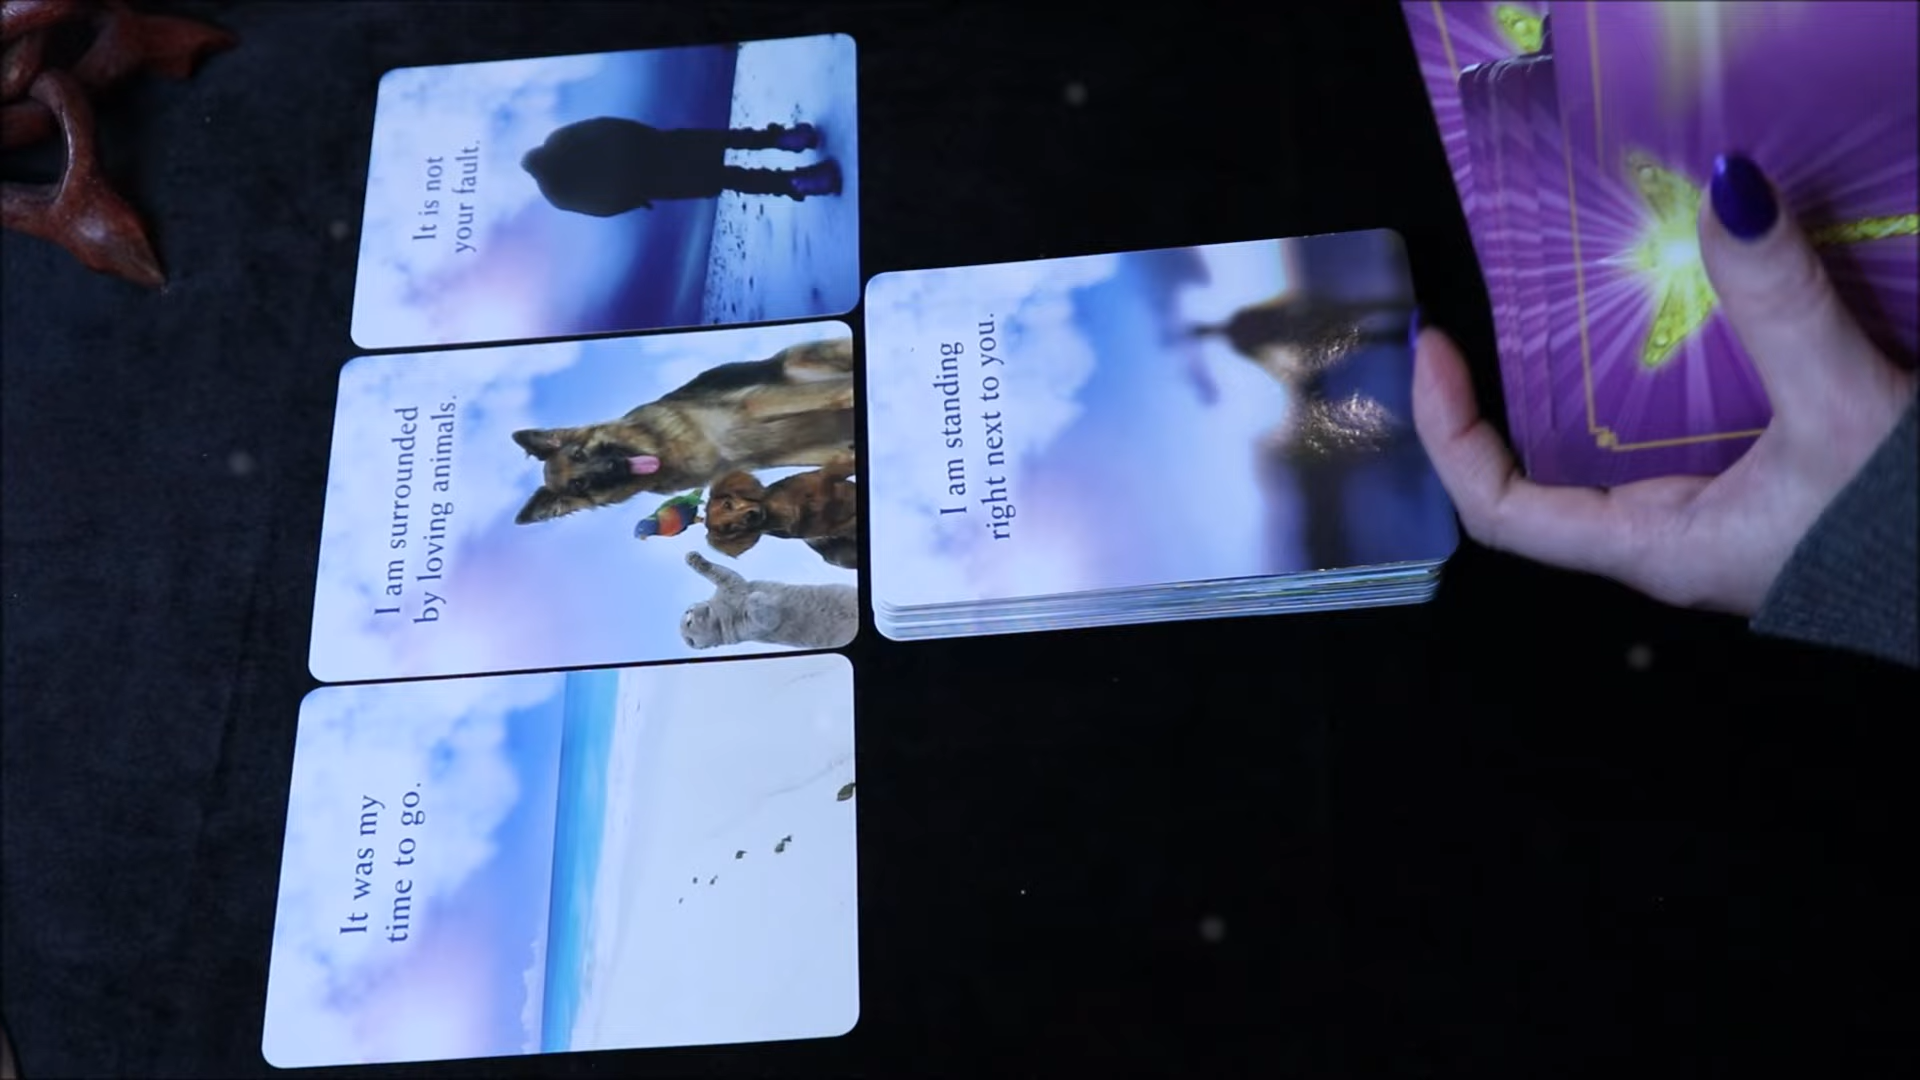 It is not
your fault.
I am surrounded
by loving animals.
It was my
time to go.
I am standing
right next to you.